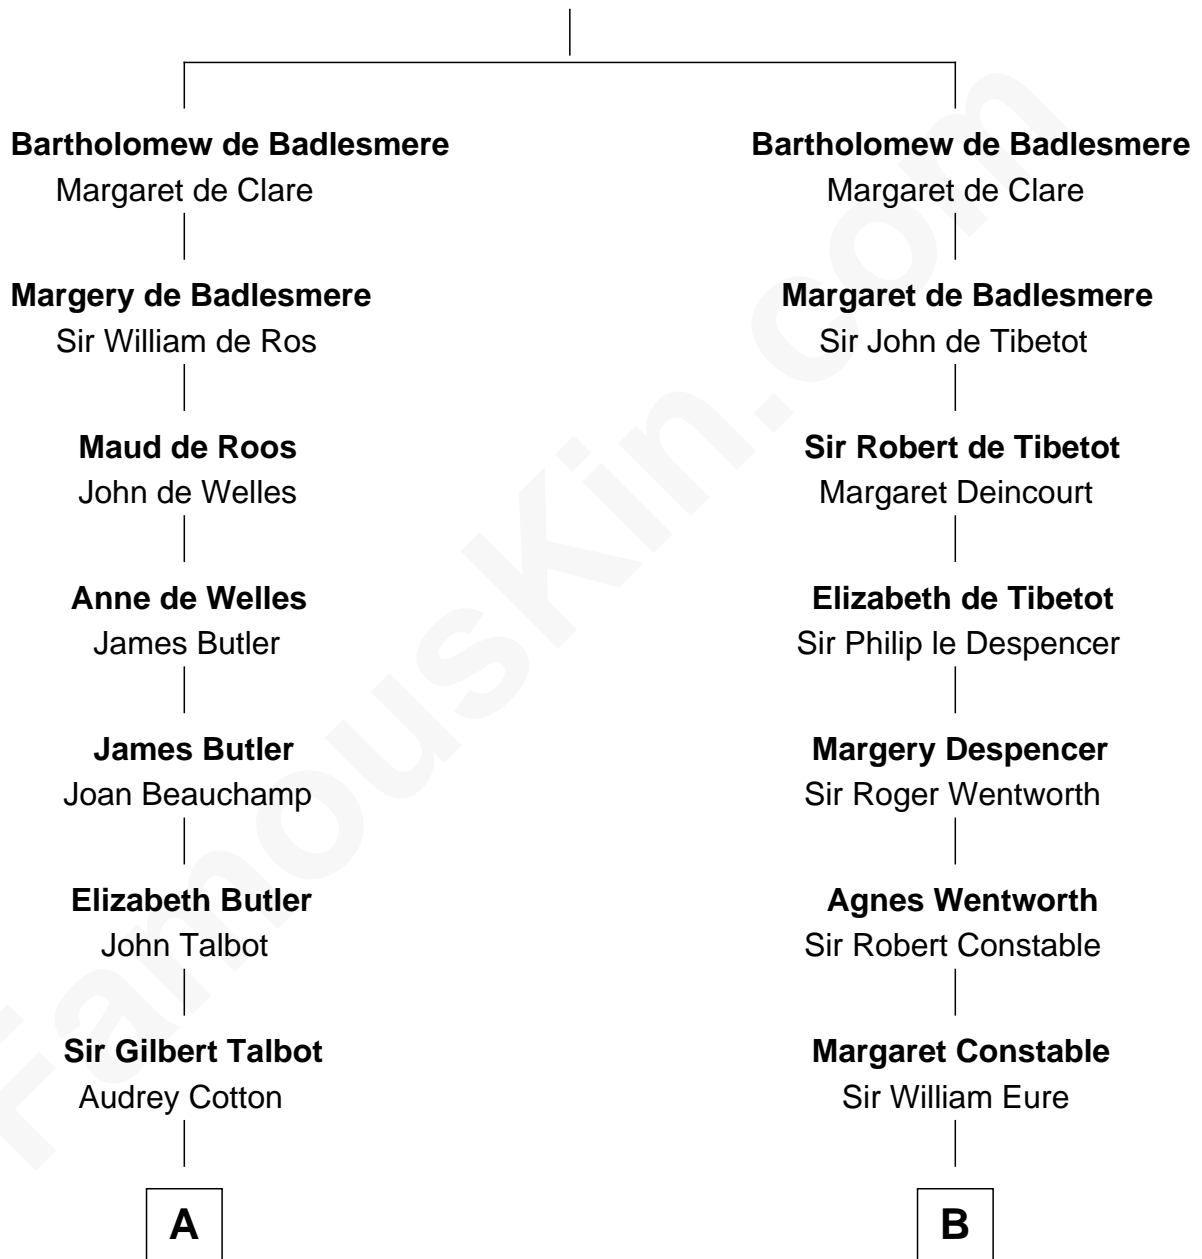 Bartholomew de Badlesmere
Margaret de Clare
Margery de Badlesmere
Sir William de Ros
Maud de Roos
John de Welles
Anne de Welles
James Butler
James Butler
Joan Beauchamp
Elizabeth Butler
John Talbot
Sir Gilbert Talbot
Audrey Cotton
A
Bartholomew de Badlesmere
Margaret de Clare
Margaret de Badlesmere
Sir John de Tibetot
Sir Robert de Tibetot
Margaret Deincourt
Elizabeth de Tibetot
Sir Philip le Despencer
Margery Despencer
Sir Roger Wentworth
Agnes Wentworth
Sir Robert Constable
Margaret Constable
Sir William Eure
B
FamousKin.com